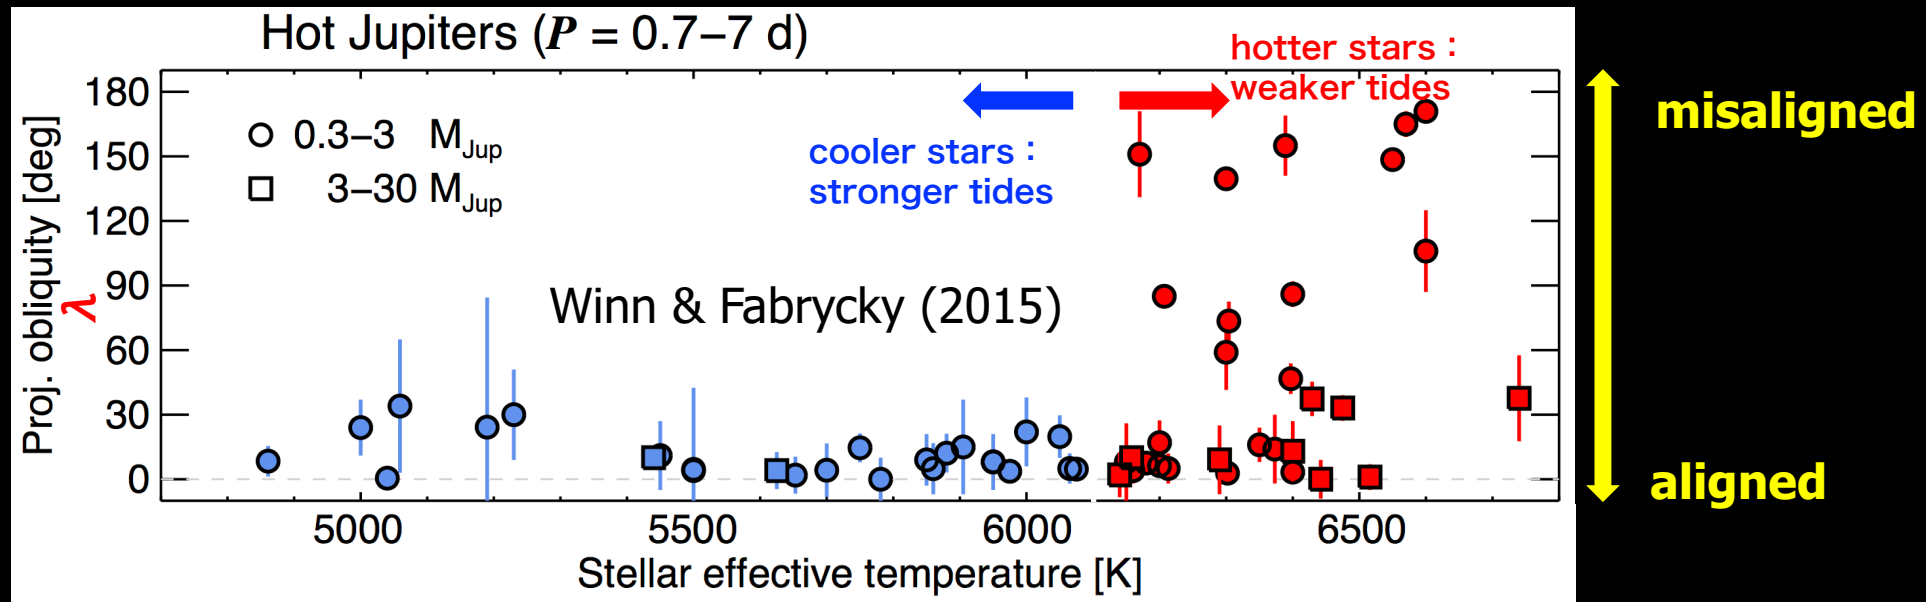 Hot Jupiters (P = 0.7–7 d)
hotter stars :
weaker tides
180
150
120
90
60
30
0
Proj. obliquity [deg]
λ
0.3–3 MJup
3–30 MJup
cooler stars :
stronger tides
Winn & Fabrycky (2015)
misaligned
aligned
5000 5500 6000 6500
Stellar effective temperature [K]